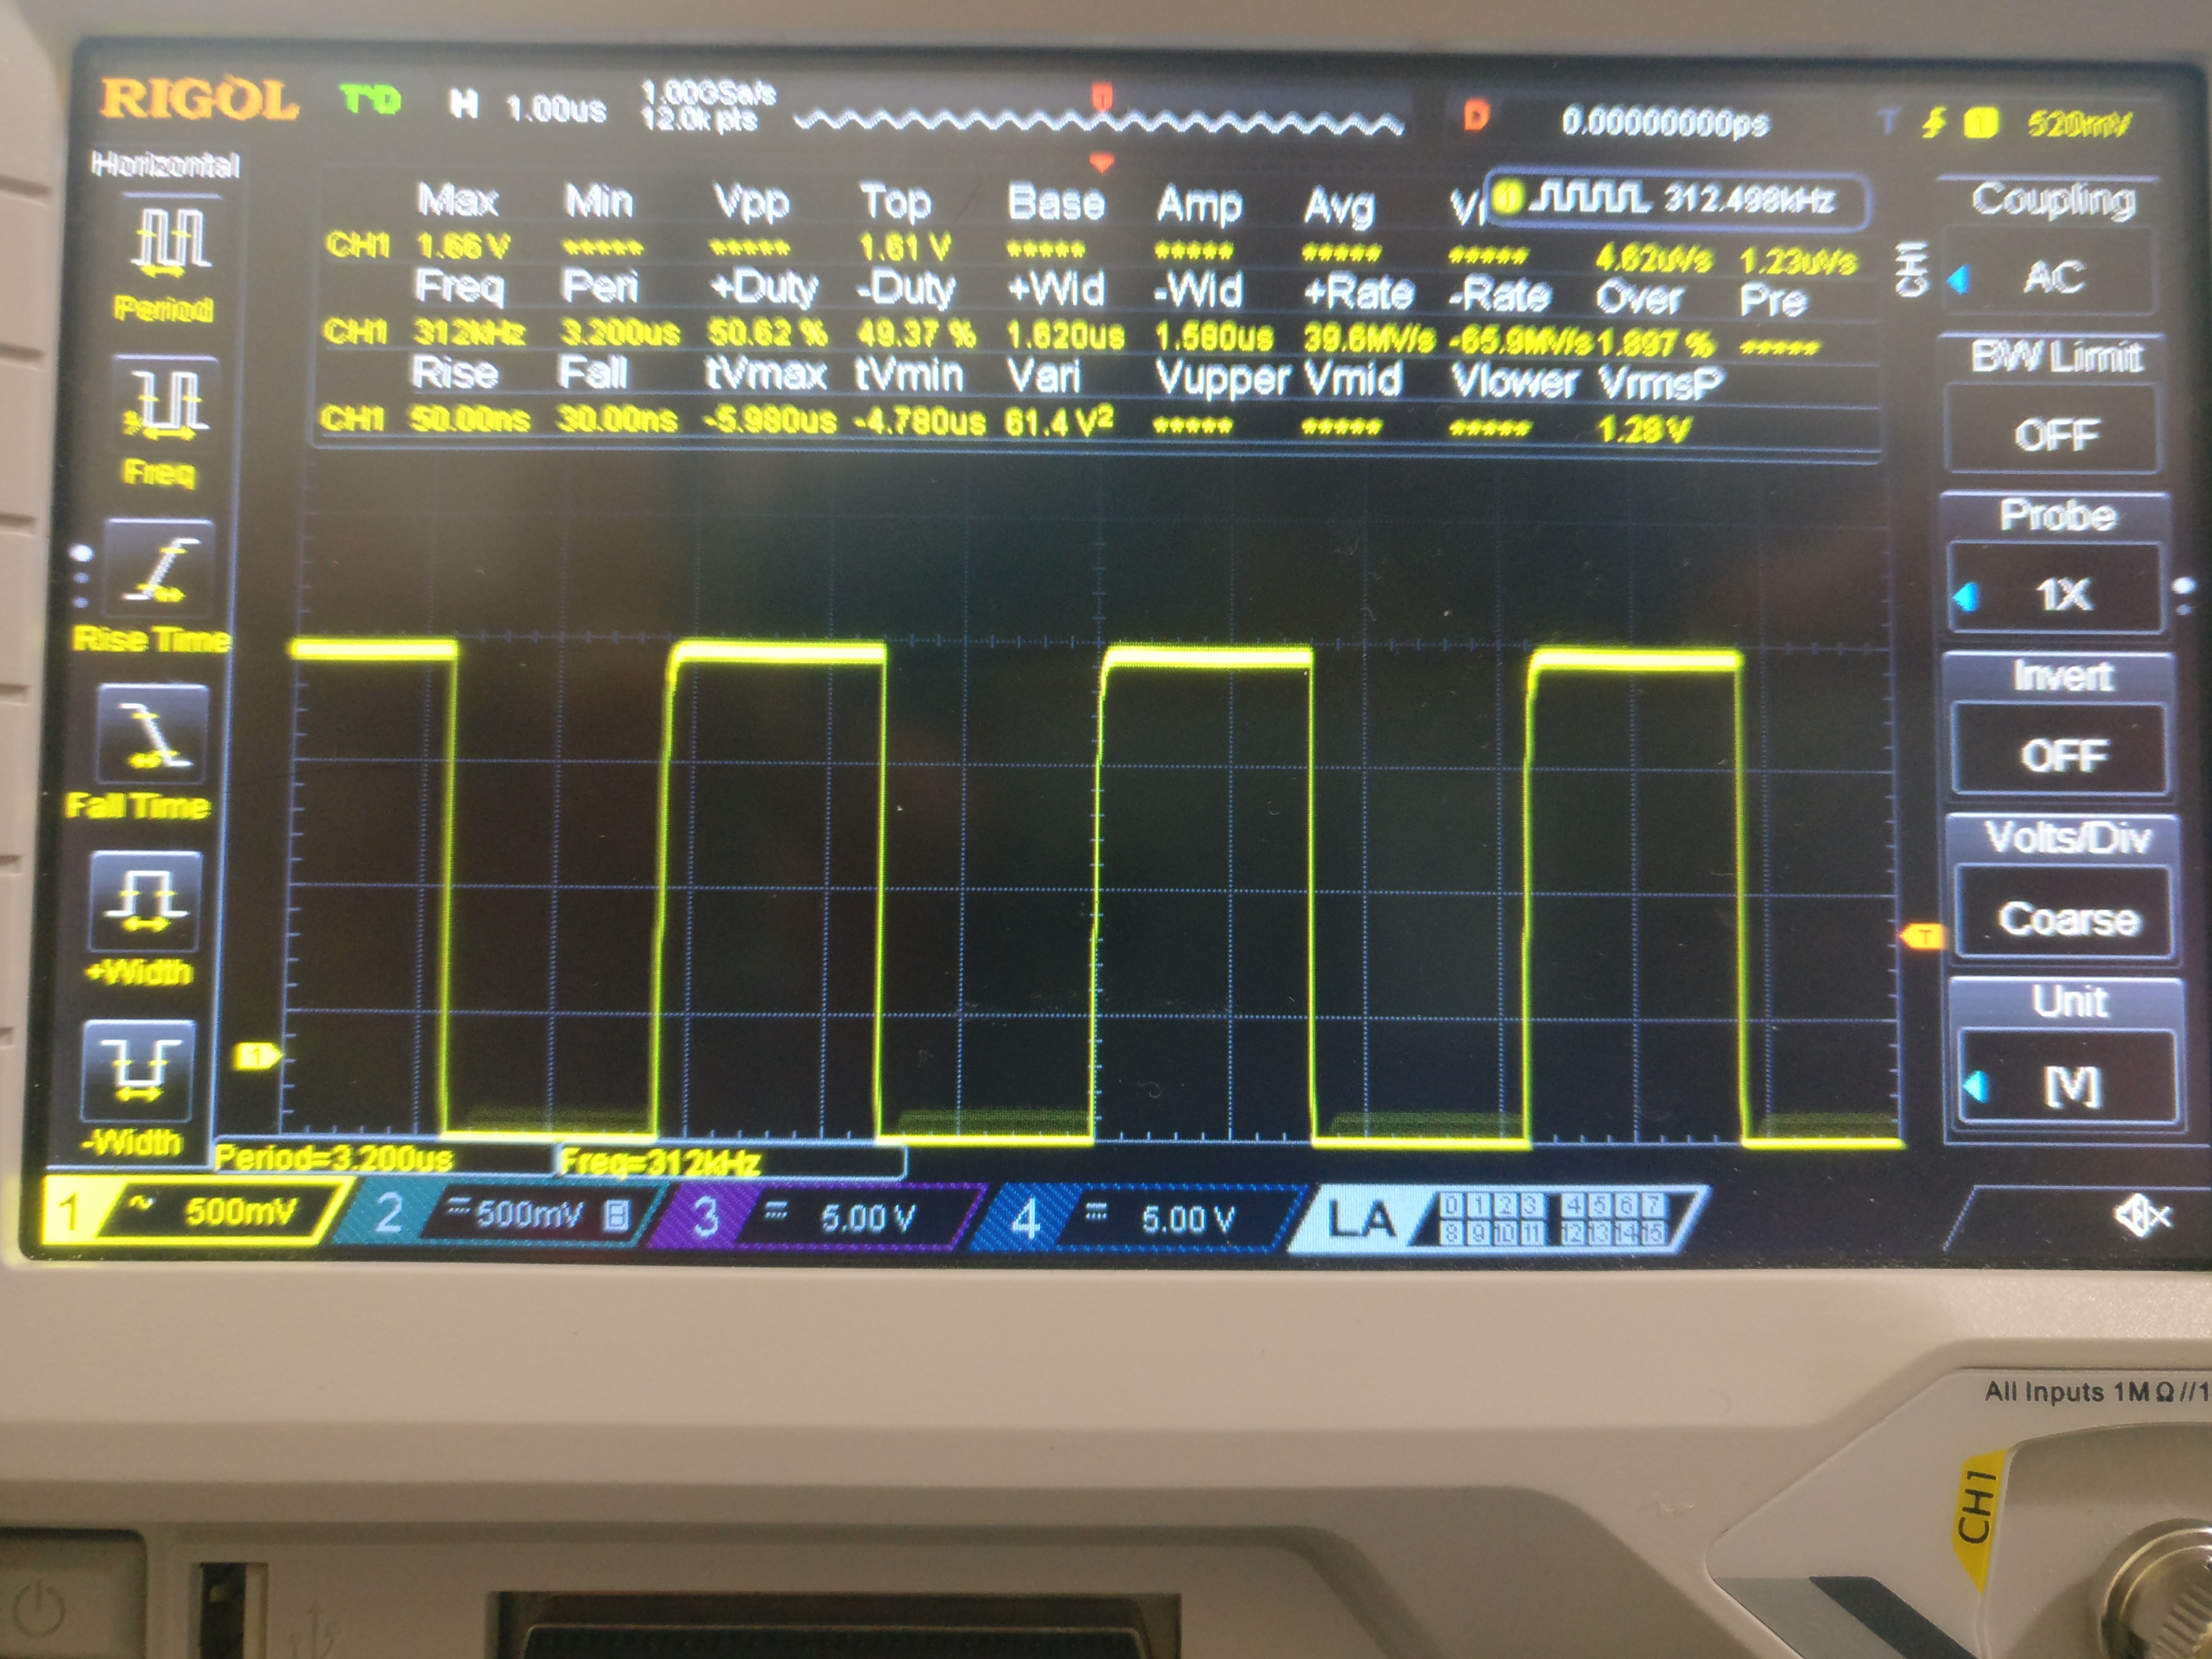 RIGOL T'D H 1.00us 1.00GSa/s 12.0k pts D 0.00000000ps T 1 520mV
Horizontal
Period
Freq
Rise Time
Fall Time
+Width
-Width
Max Min Vpp Top Base Amp Avg
1 312.498kHz
CH1 1.66 V ***** ***** 1.61 V ***** ***** ***** ***** 4.62uVs 1.23uVs
Freq Peri +Duty -Duty +Wid -Wid +Rate -Rate Over Pre
CH1 312kHz 3.200us 50.62 % 49.37 % 1.620us 1.580us 39.6MV/s -65.9MV/s 1.897 % *****
Rise Fall tVmax tVmin Vari Vupper Vmid Vlower VrmsP
CH1 50.00ns 30.00ns -5.980us -4.780us 61.4 V² ***** ***** ***** 1.28 V
CH1
Coupling
AC
BW Limit
OFF
Probe
1X
Invert
OFF
Volts/Div
Coarse
Unit
[V]
T
1
Period=3.200us Freq=312kHz
1 ~ 500mV 2 500mV B 3 5.00 V 4 5.00 V LA 0 1 2 3 4 5 6 7
8 9 10 11 12 13 14 15
All Inputs 1MΩ//1
CH1